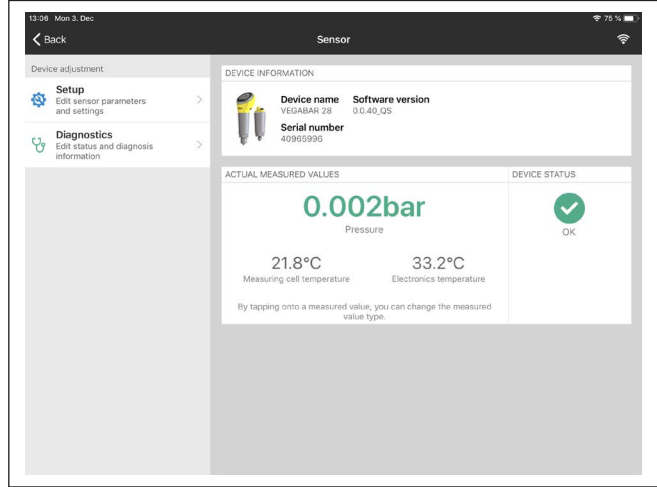 13:06 Mon 3. Dec
75 %
Back
Sensor
Device adjustment
Setup
Edit sensor parameters
and settings
Diagnostics
Edit status and diagnosis
information
DEVICE INFORMATION
Device name
VEGABAR 28
Software version
0.0.40_QS
Serial number
40965996
ACTUAL MEASURED VALUES
0.002bar
Pressure
21.8°C
Measuring cell temperature
33.2°C
Electronics temperature
By tapping onto a measured value, you can change the measured
value type.
DEVICE STATUS
OK